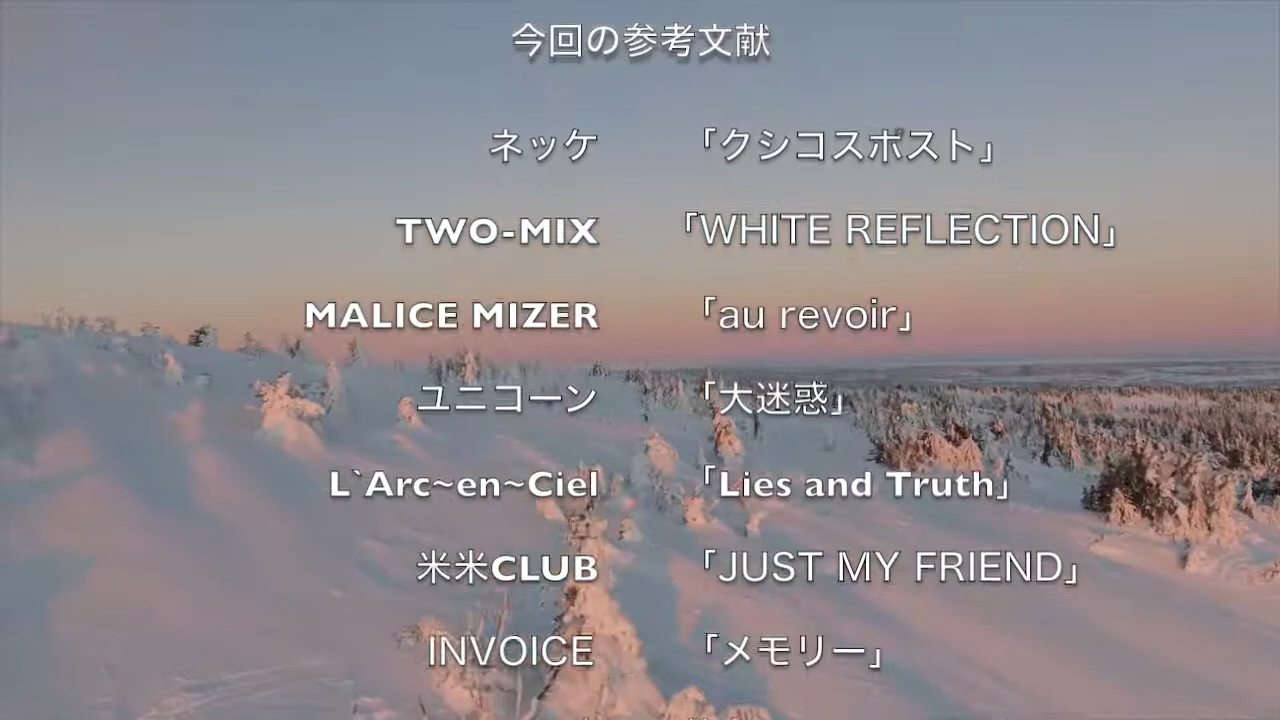 今回の参考文献
ネッケ 「クシコスポスト」
TWO-MIX 「WHITE REFLECTION」
MALICE MIZER 「au revoir」
ユニコーン 「大迷惑」
L`Arc~en~Ciel 「Lies and Truth」
米米CLUB 「JUST MY FRIEND」
INVOICE 「メモリー」